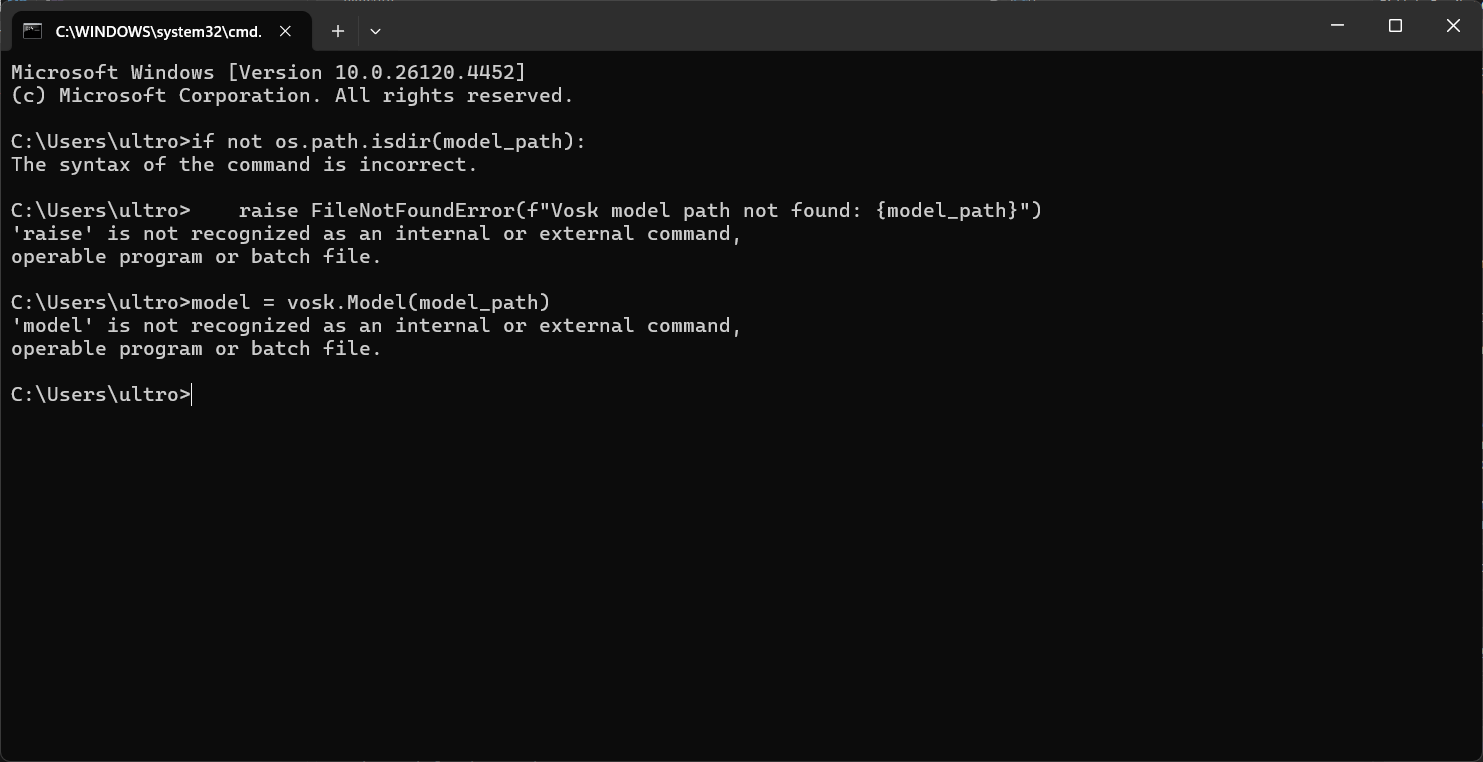 C:\WINDOWS\system32\cmd.
Microsoft Windows [Version 10.0.26120.4452]
(c) Microsoft Corporation. All rights reserved.
C:\Users\ultro>if not os.path.isdir(model_path):
The syntax of the command is incorrect.
C:\Users\ultro>    raise FileNotFoundError(f"Vosk model path not found: {model_path}")
'raise' is not recognized as an internal or external command,
operable program or batch file.
C:\Users\ultro>model = vosk.Model(model_path)
'model' is not recognized as an internal or external command,
operable program or batch file.
C:\Users\ultro>